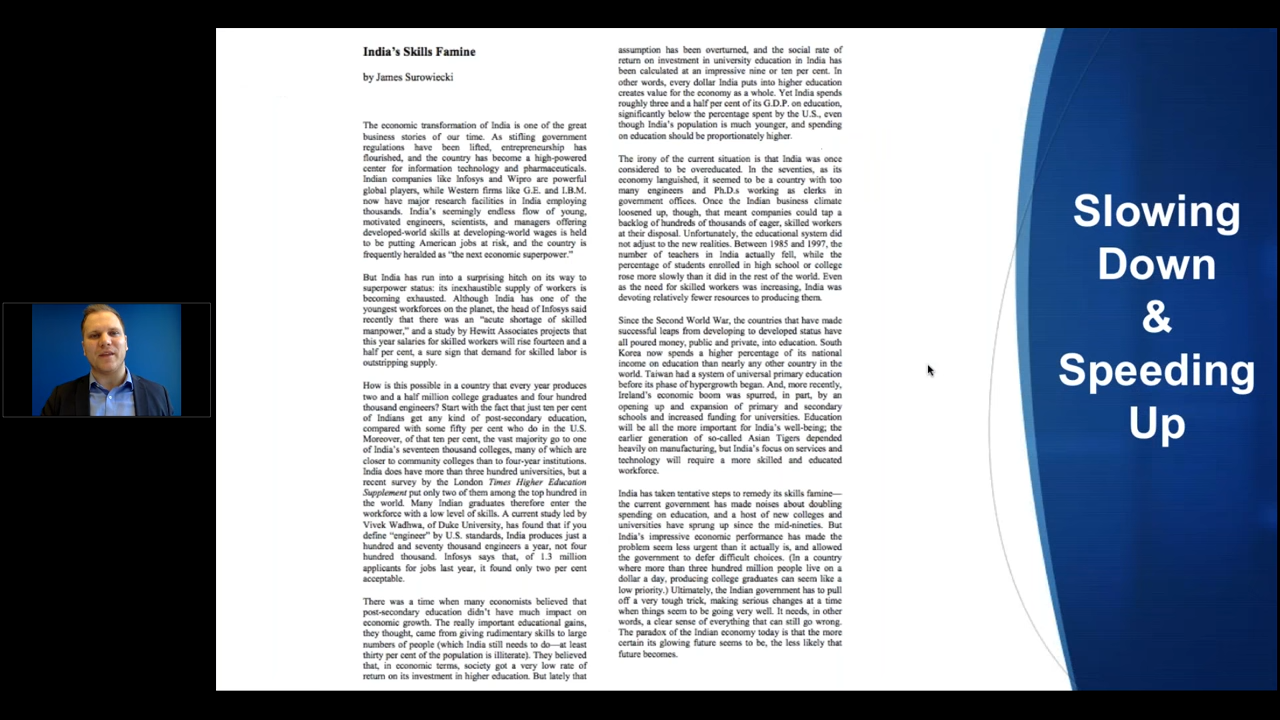 India's Skills Famine
by James Surowiecki
The economic transformation of India is one of the great
business stories of our time. As stifling government
regulations have been lifted, entrepreneurship has
flourished, and the country has become a high-powered
center for information technology and pharmaceuticals.
Indian companies like Infosys and Wipro are powerful
global players, while Western firms like G.E. and I.B.M.
now have major research facilities in India employing
thousands. India's seemingly endless flow of young,
motivated engineers, scientists, and managers offering
developed-world skills at developing-world wages is held
to be putting American jobs at risk, and the country is
frequently heralded as "the next economic superpower."
But India has run into a surprising hitch on its way to
superpower status: its inexhaustible supply of workers is
becoming exhausted. Although India has one of the
youngest workforces on the planet, the head of Infosys said
recently that there was an "acute shortage of skilled
manpower," and a study by Hewitt Associates projects that
this year salaries for skilled workers will rise fourteen and a
half per cent, a sure sign that demand for skilled labor is
outstripping supply.
How is this possible in a country that every year produces
two and a half million college graduates and four hundred
thousand engineers? Start with the fact that just ten per cent
of Indians get any kind of post-secondary education,
compared with some fifty per cent who do in the U.S.
Moreover, of that ten per cent, the vast majority go to one
of India's seventeen thousand colleges, many of which are
closer to community colleges than to four-year institutions.
India does have more than three hundred universities, but a
recent survey by the London Times Higher Education
Supplement put only two of them among the top hundred in
the world. Many Indian graduates therefore enter the
workforce with a low level of skills. A current study led by
Vivek Wadhwa, of Duke University, has found that if you
define "engineer" by U.S. standards, India produces just a
hundred and seventy thousand engineers a year, not four
hundred thousand. Infosys says that, of 1.3 million
applicants for jobs last year, it found only two per cent
acceptable.
There was a time when many economists believed that
post-secondary education didn't have much impact on
economic growth. The really important educational gains,
they thought, came from giving rudimentary skills to large
numbers of people (which India still needs to do—at least
thirty per cent of the population is illiterate). They believed
that, in economic terms, society got a very low rate of
return on its investment in higher education. But lately that
assumption has been overturned, and the social rate of
return on investment in university education in India has
been calculated at an impressive nine or ten per cent. In
other words, every dollar India puts into higher education
creates value for the economy as a whole. Yet India spends
roughly three and a half per cent of its G.D.P. on education,
significantly below the percentage spent by the U.S., even
though India's population is much younger, and spending
on education should be proportionately higher.
The irony of the current situation is that India was once
considered to be overeducated. In the seventies, as its
economy languished, it seemed to be a country with too
many engineers and Ph.D.s working as clerks in
government offices. Once the Indian business climate
loosened up, though, that meant companies could tap a
backlog of hundreds of thousands of eager, skilled workers
at their disposal. Unfortunately, the educational system did
not adjust to the new realities. Between 1985 and 1997, the
number of teachers in India actually fell, while the
percentage of students enrolled in high school or college
rose more slowly than it did in the rest of the world. Even
as the need for skilled workers was increasing, India was
devoting relatively fewer resources to producing them.
Since the Second World War, the countries that have made
successful leaps from developing to developed status have
all poured money, public and private, into education. South
Korea now spends a higher percentage of its national
income on education than nearly any other country in the
world. Taiwan had a system of universal primary education
before its phase of hypergrowth began. And, more recently,
Ireland's economic boom was spurred, in part, by an
opening up and expansion of primary and secondary
schools and increased funding for universities. Education
will be all the more important for India's well-being; the
earlier generation of so-called Asian Tigers depended
heavily on manufacturing, but India's focus on services and
technology will require a more skilled and educated
workforce.
India has taken tentative steps to remedy its skills famine—
the current government has made noises about doubling
spending on education, and a host of new colleges and
universities have sprung up since the mid-nineties. But
India's impressive economic performance has made the
problem seem less urgent than it actually is, and allowed
the government to defer difficult choices. (In a country
where more than three hundred million people live on a
dollar a day, producing college graduates can seem like a
low priority.) Ultimately, the Indian government has to pull
off a very tough trick, making serious changes at a time
when things seem to be going very well. It needs, in other
words, a clear sense of everything that can still go wrong.
The paradox of the Indian economy today is that the more
certain its glowing future seems to be, the less likely that
future becomes.
Slowing
Down
&
Speeding
Up